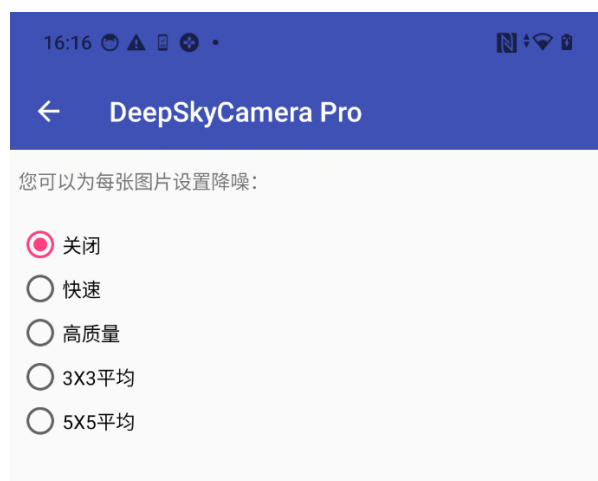 16:16
DeepSkyCamera Pro
您可以为每张图片设置降噪：
关闭
快速
高质量
3X3平均
5X5平均